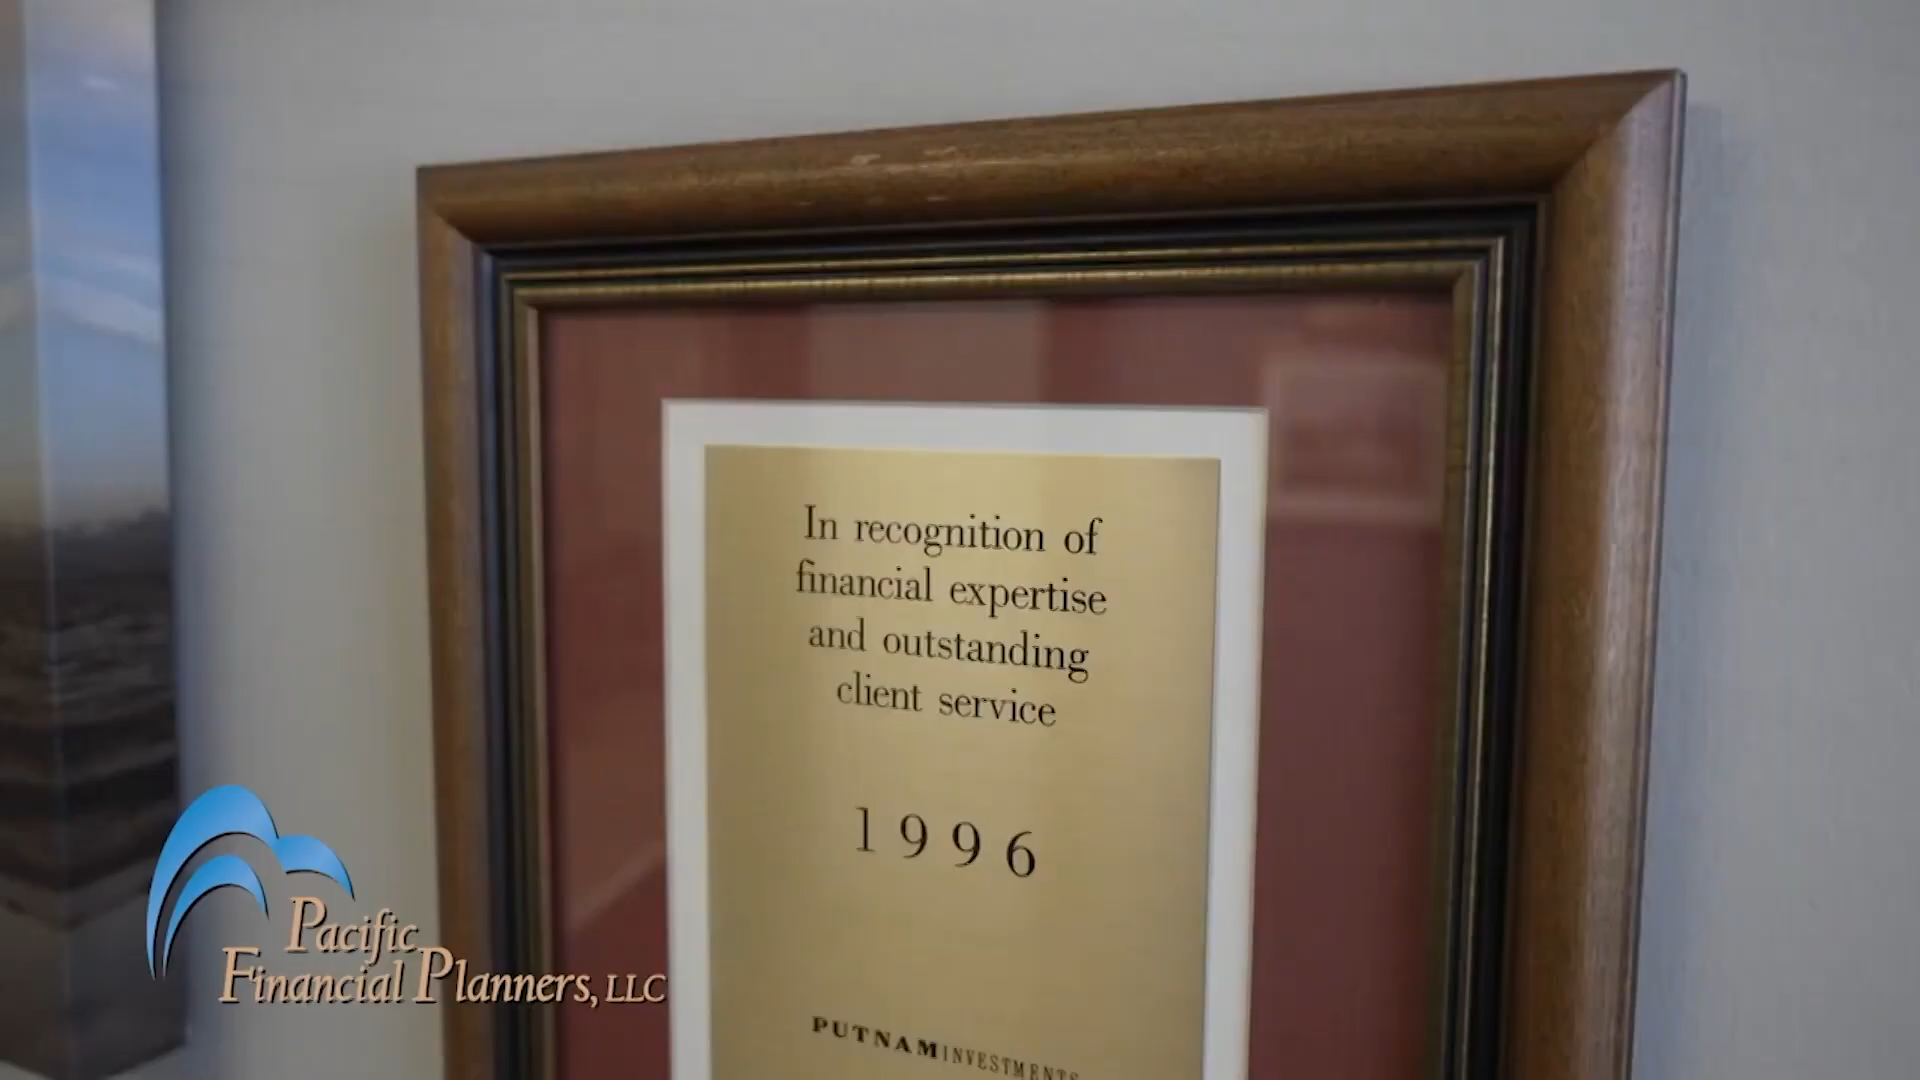 In recognition of
financial expertise
and outstanding
client service
1996
PUTNAM INVESTMENTS
Pacific
Financial Planners, LLC